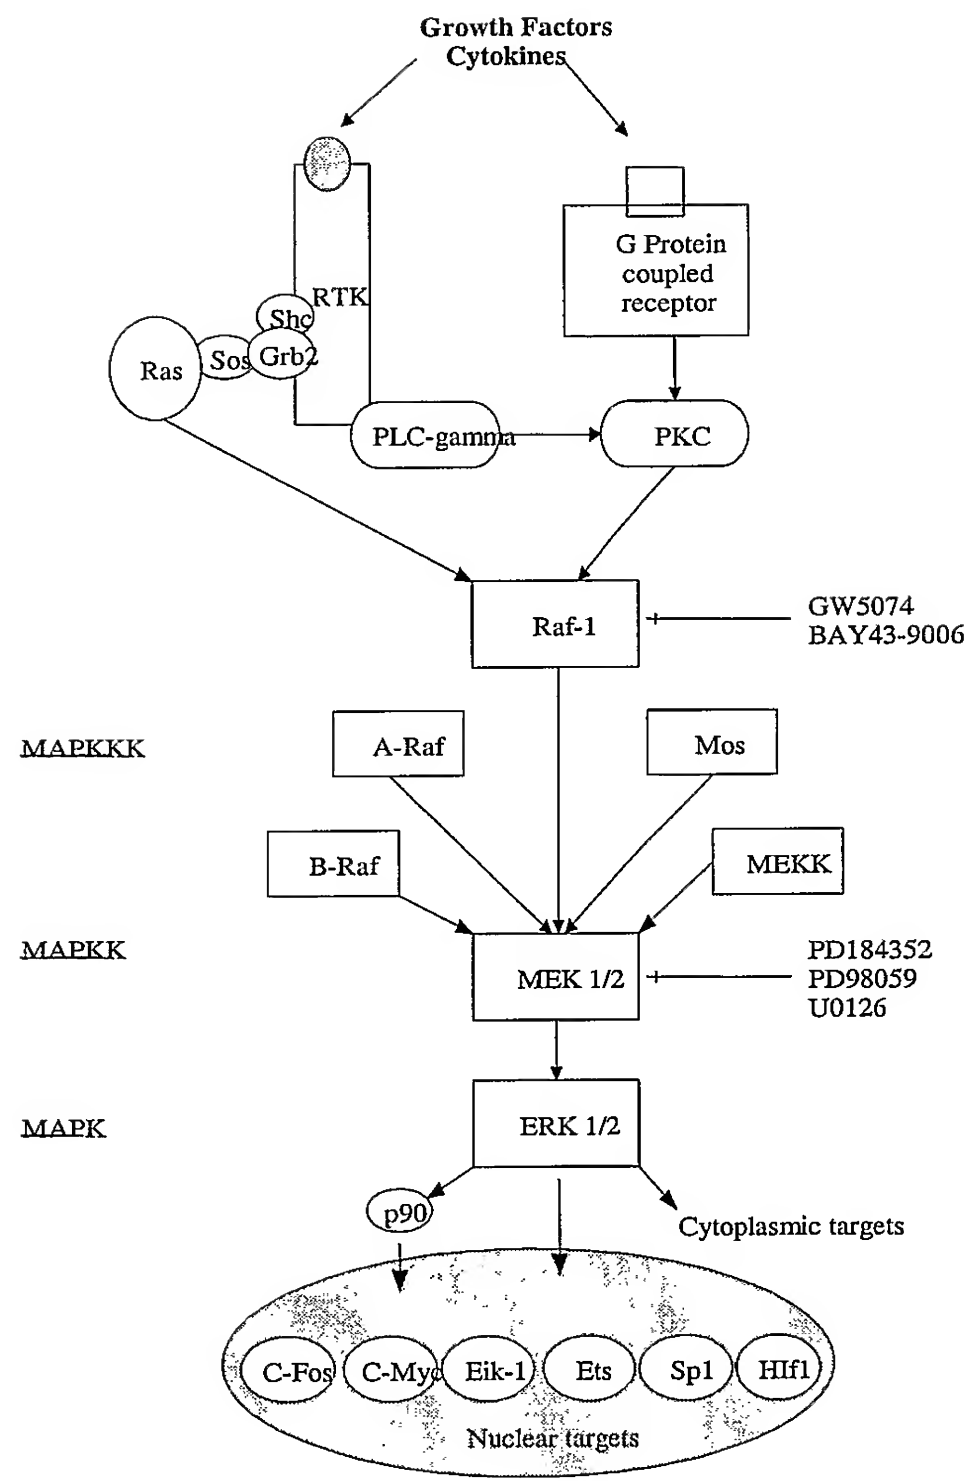 Growth Factors
Cytokines
G Protein
coupled
receptor
RTK
Shc
Ras
Sos
Grb2
PLC-gamma
PKC
Raf-1
GW5074
BAY43-9006
MAPKKK
A-Raf
Mos
B-Raf
MEKK
MAPKK
MEK 1/2
PD184352
PD98059
U0126
MAPK
ERK 1/2
p90
Cytoplasmic targets
C-Fos
C-Myc
Eik-1
Ets
Sp1
HIf1
Nuclear targets